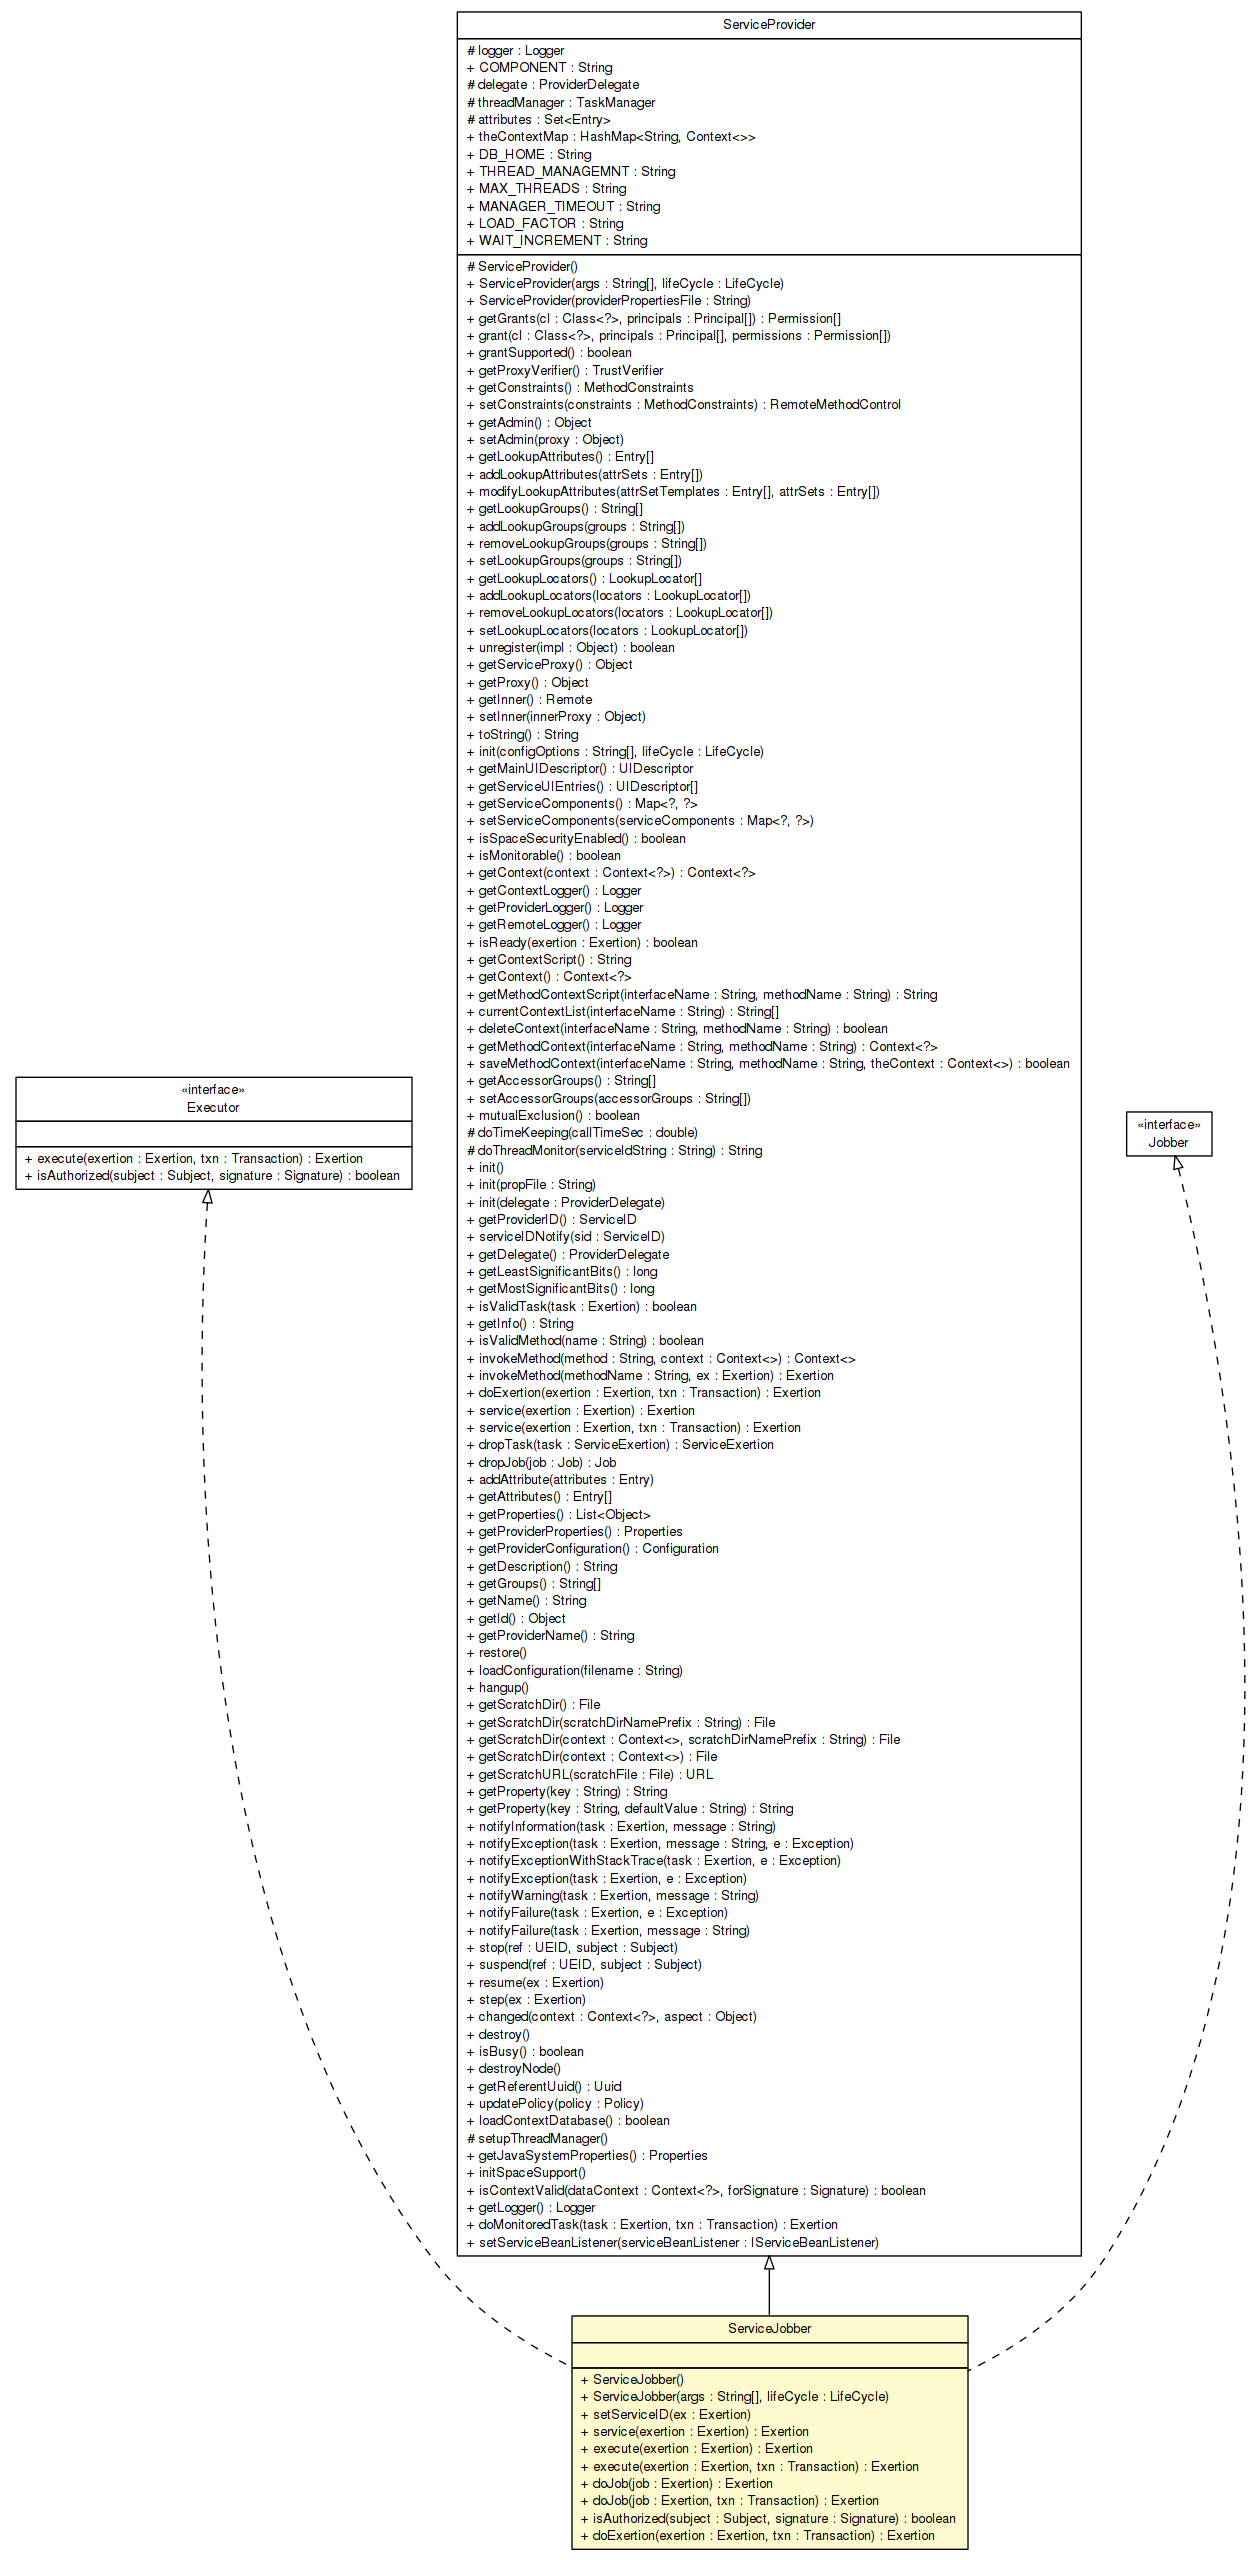 ServiceProvider
# logger : Logger
+ COMPONENT : String
# delegate : ProviderDelegate
# threadManager : TaskManager
# attributes : Set<Entry>
+ theContextMap : HashMap<String, Context<>>
+ DB_HOME : String
+ THREAD_MANAGEMNT : String
+ MAX_THREADS : String
+ MANAGER_TIMEOUT : String
+ LOAD_FACTOR : String
+ WAIT_INCREMENT : String
# ServiceProvider()
+ ServiceProvider(args : String[], lifeCycle : LifeCycle)
+ ServiceProvider(providerPropertiesFile : String)
+ getGrants(cl : Class<?>, principals : Principal[]) : Permission[]
+ grant(cl : Class<?>, principals : Principal[], permissions : Permission[])
+ grantSupported() : boolean
+ getProxyVerifier() : TrustVerifier
+ getConstraints() : MethodConstraints
+ setConstraints(constraints : MethodConstraints) : RemoteMethodControl
+ getAdmin() : Object
+ setAdmin(proxy : Object)
+ getLookupAttributes() : Entry[]
+ addLookupAttributes(attrSets : Entry[])
+ modifyLookupAttributes(attrSetTemplates : Entry[], attrSets : Entry[])
+ getLookupGroups() : String[]
+ addLookupGroups(groups : String[])
+ removeLookupGroups(groups : String[])
+ setLookupGroups(groups : String[])
+ getLookupLocators() : LookupLocator[]
+ addLookupLocators(locators : LookupLocator[])
+ removeLookupLocators(locators : LookupLocator[])
+ setLookupLocators(locators : LookupLocator[])
+ unregister(impl : Object) : boolean
+ getServiceProxy() : Object
+ getProxy() : Object
+ getInner() : Remote
+ setInner(innerProxy : Object)
+ toString() : String
+ init(configOptions : String[], lifeCycle : LifeCycle)
+ getMainUIDescriptor() : UIDescriptor
+ getServiceUIEntries() : UIDescriptor[]
+ getServiceComponents() : Map<?, ?>
+ setServiceComponents(serviceComponents : Map<?, ?>)
+ isSpaceSecurityEnabled() : boolean
+ isMonitorable() : boolean
+ getContext(context : Context<?>) : Context<?>
+ getContextLogger() : Logger
+ getProviderLogger() : Logger
+ getRemoteLogger() : Logger
+ isReady(exertion : Exertion) : boolean
+ getContextScript() : String
+ getContext() : Context<?>
+ getMethodContextScript(interfaceName : String, methodName : String) : String
+ currentContextList(interfaceName : String) : String[]
+ deleteContext(interfaceName : String, methodName : String) : boolean
+ getMethodContext(interfaceName : String, methodName : String) : Context<?>
+ saveMethodContext(interfaceName : String, methodName : String, theContext : Context<>) : boolean
+ getAccessorGroups() : String[]
+ setAccessorGroups(accessorGroups : String[])
+ mutualExclusion() : boolean
# doTimeKeeping(callTimeSec : double)
# doThreadMonitor(serviceIdString : String) : String
+ init()
+ init(propFile : String)
+ init(delegate : ProviderDelegate)
+ getProviderID() : ServiceID
+ serviceIDNotify(sid : ServiceID)
+ getDelegate() : ProviderDelegate
+ getLeastSignificantBits() : long
+ getMostSignificantBits() : long
+ isValidTask(task : Exertion) : boolean
+ getInfo() : String
+ isValidMethod(name : String) : boolean
+ invokeMethod(method : String, context : Context<>) : Context<>
+ invokeMethod(methodName : String, ex : Exertion) : Exertion
+ doExertion(exertion : Exertion, txn : Transaction) : Exertion
+ service(exertion : Exertion) : Exertion
+ service(exertion : Exertion, txn : Transaction) : Exertion
+ dropTask(task : ServiceExertion) : ServiceExertion
+ dropJob(job : Job) : Job
+ addAttribute(attributes : Entry)
+ getAttributes() : Entry[]
+ getProperties() : List<Object>
+ getProviderProperties() : Properties
+ getProviderConfiguration() : Configuration
+ getDescription() : String
+ getGroups() : String[]
+ getName() : String
+ getId() : Object
+ getProviderName() : String
+ restore()
+ loadConfiguration(filename : String)
+ hangup()
+ getScratchDir() : File
+ getScratchDir(scratchDirNamePrefix : String) : File
+ getScratchDir(context : Context<>, scratchDirNamePrefix : String) : File
+ getScratchDir(context : Context<>) : File
+ getScratchURL(scratchFile : File) : URL
+ getProperty(key : String) : String
+ getProperty(key : String, defaultValue : String) : String
+ notifyInformation(task : Exertion, message : String)
+ notifyException(task : Exertion, message : String, e : Exception)
+ notifyExceptionWithStackTrace(task : Exertion, e : Exception)
+ notifyException(task : Exertion, e : Exception)
+ notifyWarning(task : Exertion, message : String)
+ notifyFailure(task : Exertion, e : Exception)
+ notifyFailure(task : Exertion, message : String)
+ stop(ref : UEID, subject : Subject)
+ suspend(ref : UEID, subject : Subject)
+ resume(ex : Exertion)
+ step(ex : Exertion)
+ changed(context : Context<?>, aspect : Object)
+ destroy()
+ isBusy() : boolean
+ destroyNode()
+ getReferentUuid() : Uuid
+ updatePolicy(policy : Policy)
+ loadContextDatabase() : boolean
# setupThreadManager()
+ getJavaSystemProperties() : Properties
+ initSpaceSupport()
+ isContextValid(dataContext : Context<?>, forSignature : Signature) : boolean
+ getLogger() : Logger
+ doMonitoredTask(task : Exertion, txn : Transaction) : Exertion
+ setServiceBeanListener(serviceBeanListener : IServiceBeanListener)
«interface»
Executor
+ execute(exertion : Exertion, txn : Transaction) : Exertion
+ isAuthorized(subject : Subject, signature : Signature) : boolean
«interface»
Jobber
ServiceJobber
+ ServiceJobber()
+ ServiceJobber(args : String[], lifeCycle : LifeCycle)
+ setServiceID(ex : Exertion)
+ service(exertion : Exertion) : Exertion
+ execute(exertion : Exertion) : Exertion
+ execute(exertion : Exertion, txn : Transaction) : Exertion
+ doJob(job : Exertion) : Exertion
+ doJob(job : Exertion, txn : Transaction) : Exertion
+ isAuthorized(subject : Subject, signature : Signature) : boolean
+ doExertion(exertion : Exertion, txn : Transaction) : Exertion